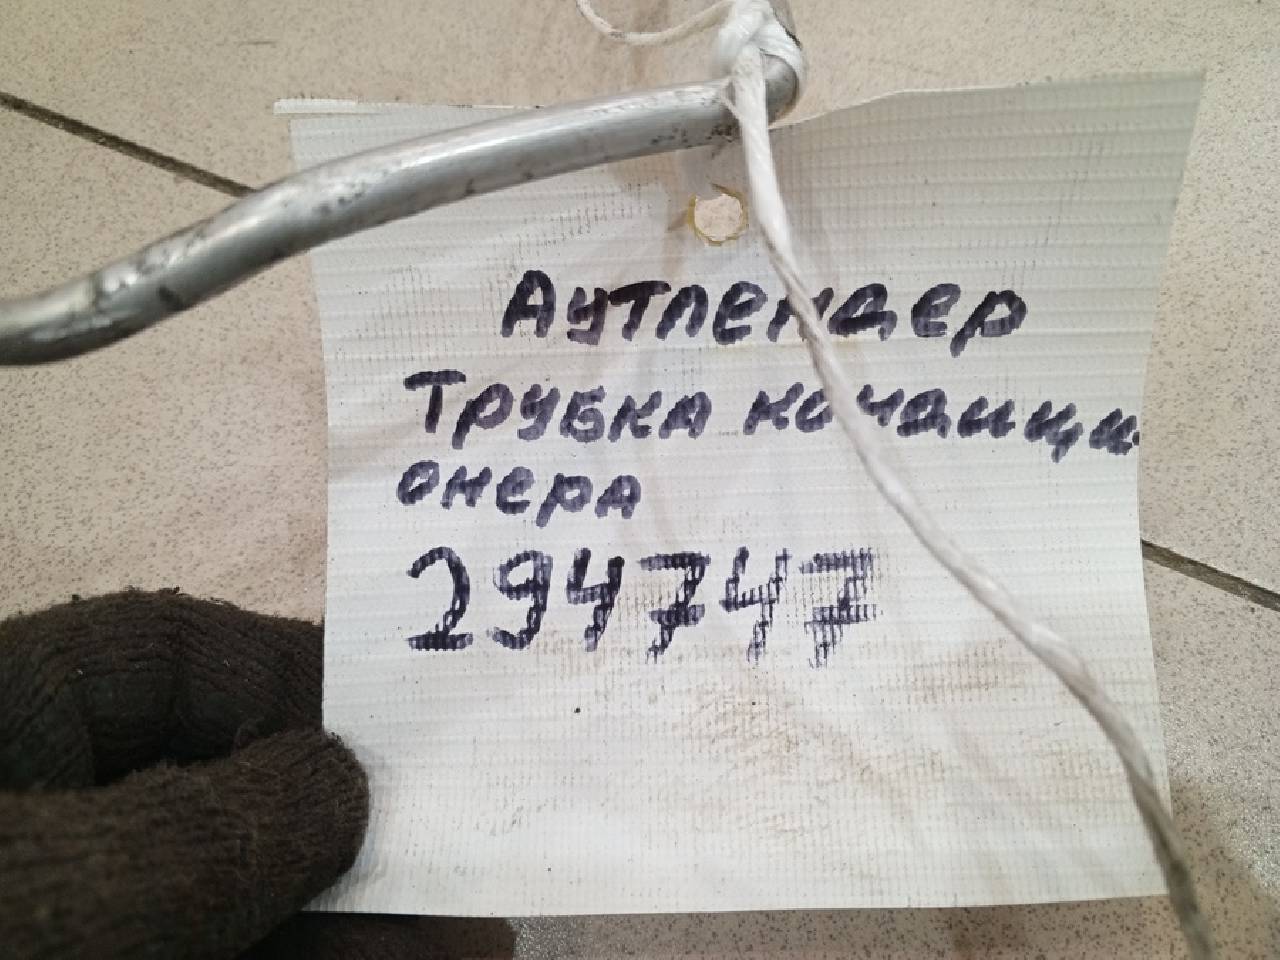 Аутлендер
Трубка кондици
онера
294747